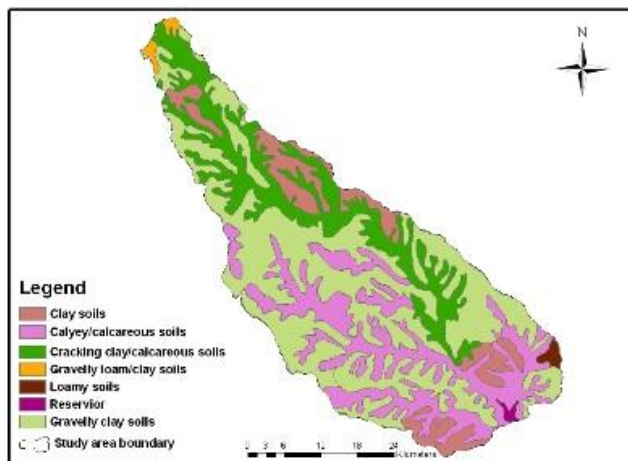 N
Legend
Clay soils
Calyey/calcareous soils
Cracking clay/calcareous soils
Gravelly loam/clay soils
Loamy soils
Reservior
Gravelly clay soils
Study area boundary
0 3 6 12 18 24
Kilometers